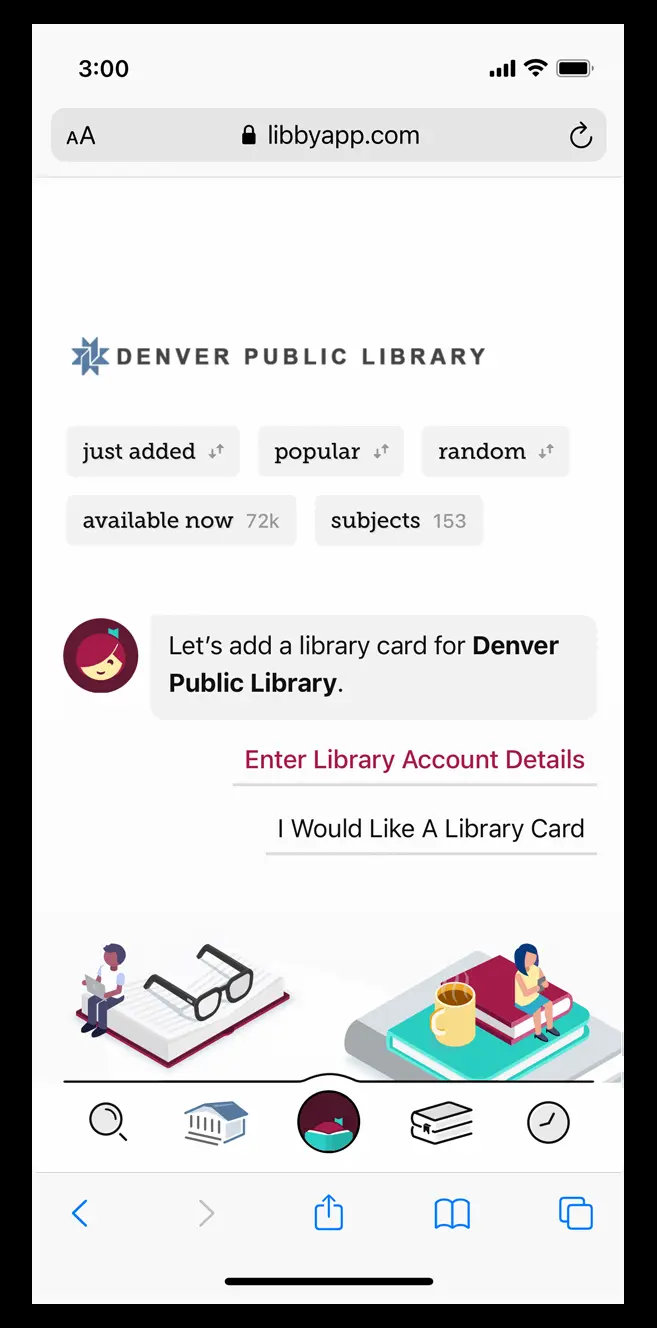 3:00
AA libbyapp.com
DENVER PUBLIC LIBRARY
just added popular random
available now 72k subjects 153
Let’s add a library card for Denver
Public Library.
Enter Library Account Details
I Would Like A Library Card